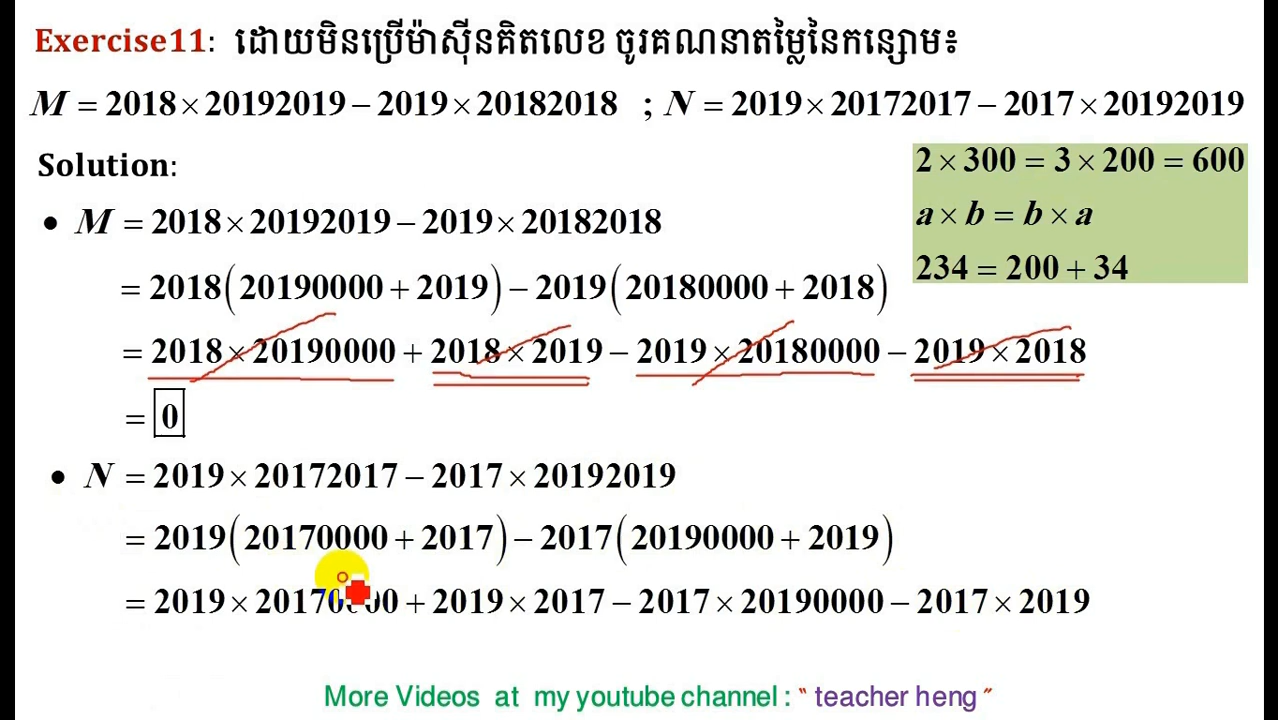 Exercise11: ដោយមិនប្រើម៉ាស៊ីនគិតលេខ ចូរគណនាតម្លៃនៃកន្សោម៖
M = 2018 × 20192019 − 2019 × 20182018 ; N = 2019 × 20172017 − 2017 × 20192019
Solution:
2 × 300 = 3 × 200 = 600
a × b = b × a
234 = 200 + 34
• M = 2018 × 20192019 − 2019 × 20182018
= 2018(20190000 + 2019) − 2019(20180000 + 2018)
= 2018 × 20190000 + 2018 × 2019 − 2019 × 20180000 − 2019 × 2018
= 0
• N = 2019 × 20172017 − 2017 × 20192019
= 2019(20170000 + 2017) − 2017(20190000 + 2019)
= 2019 × 20170000 + 2019 × 2017 − 2017 × 20190000 − 2017 × 2019
More Videos at my youtube channel : “ teacher heng ”